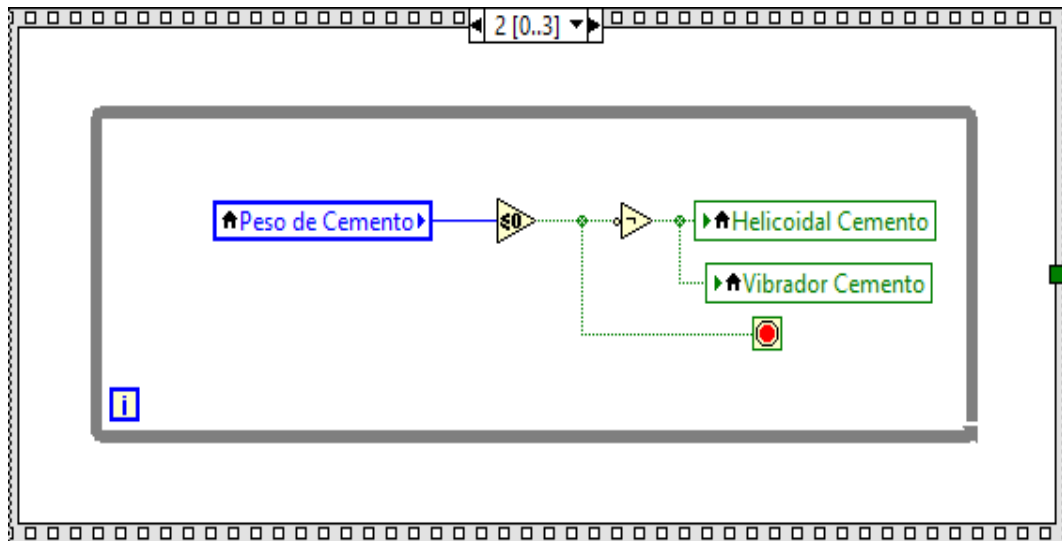 2 [0..3]
Peso de Cemento
≤0
Helicoidal Cemento
Vibrador Cemento
i